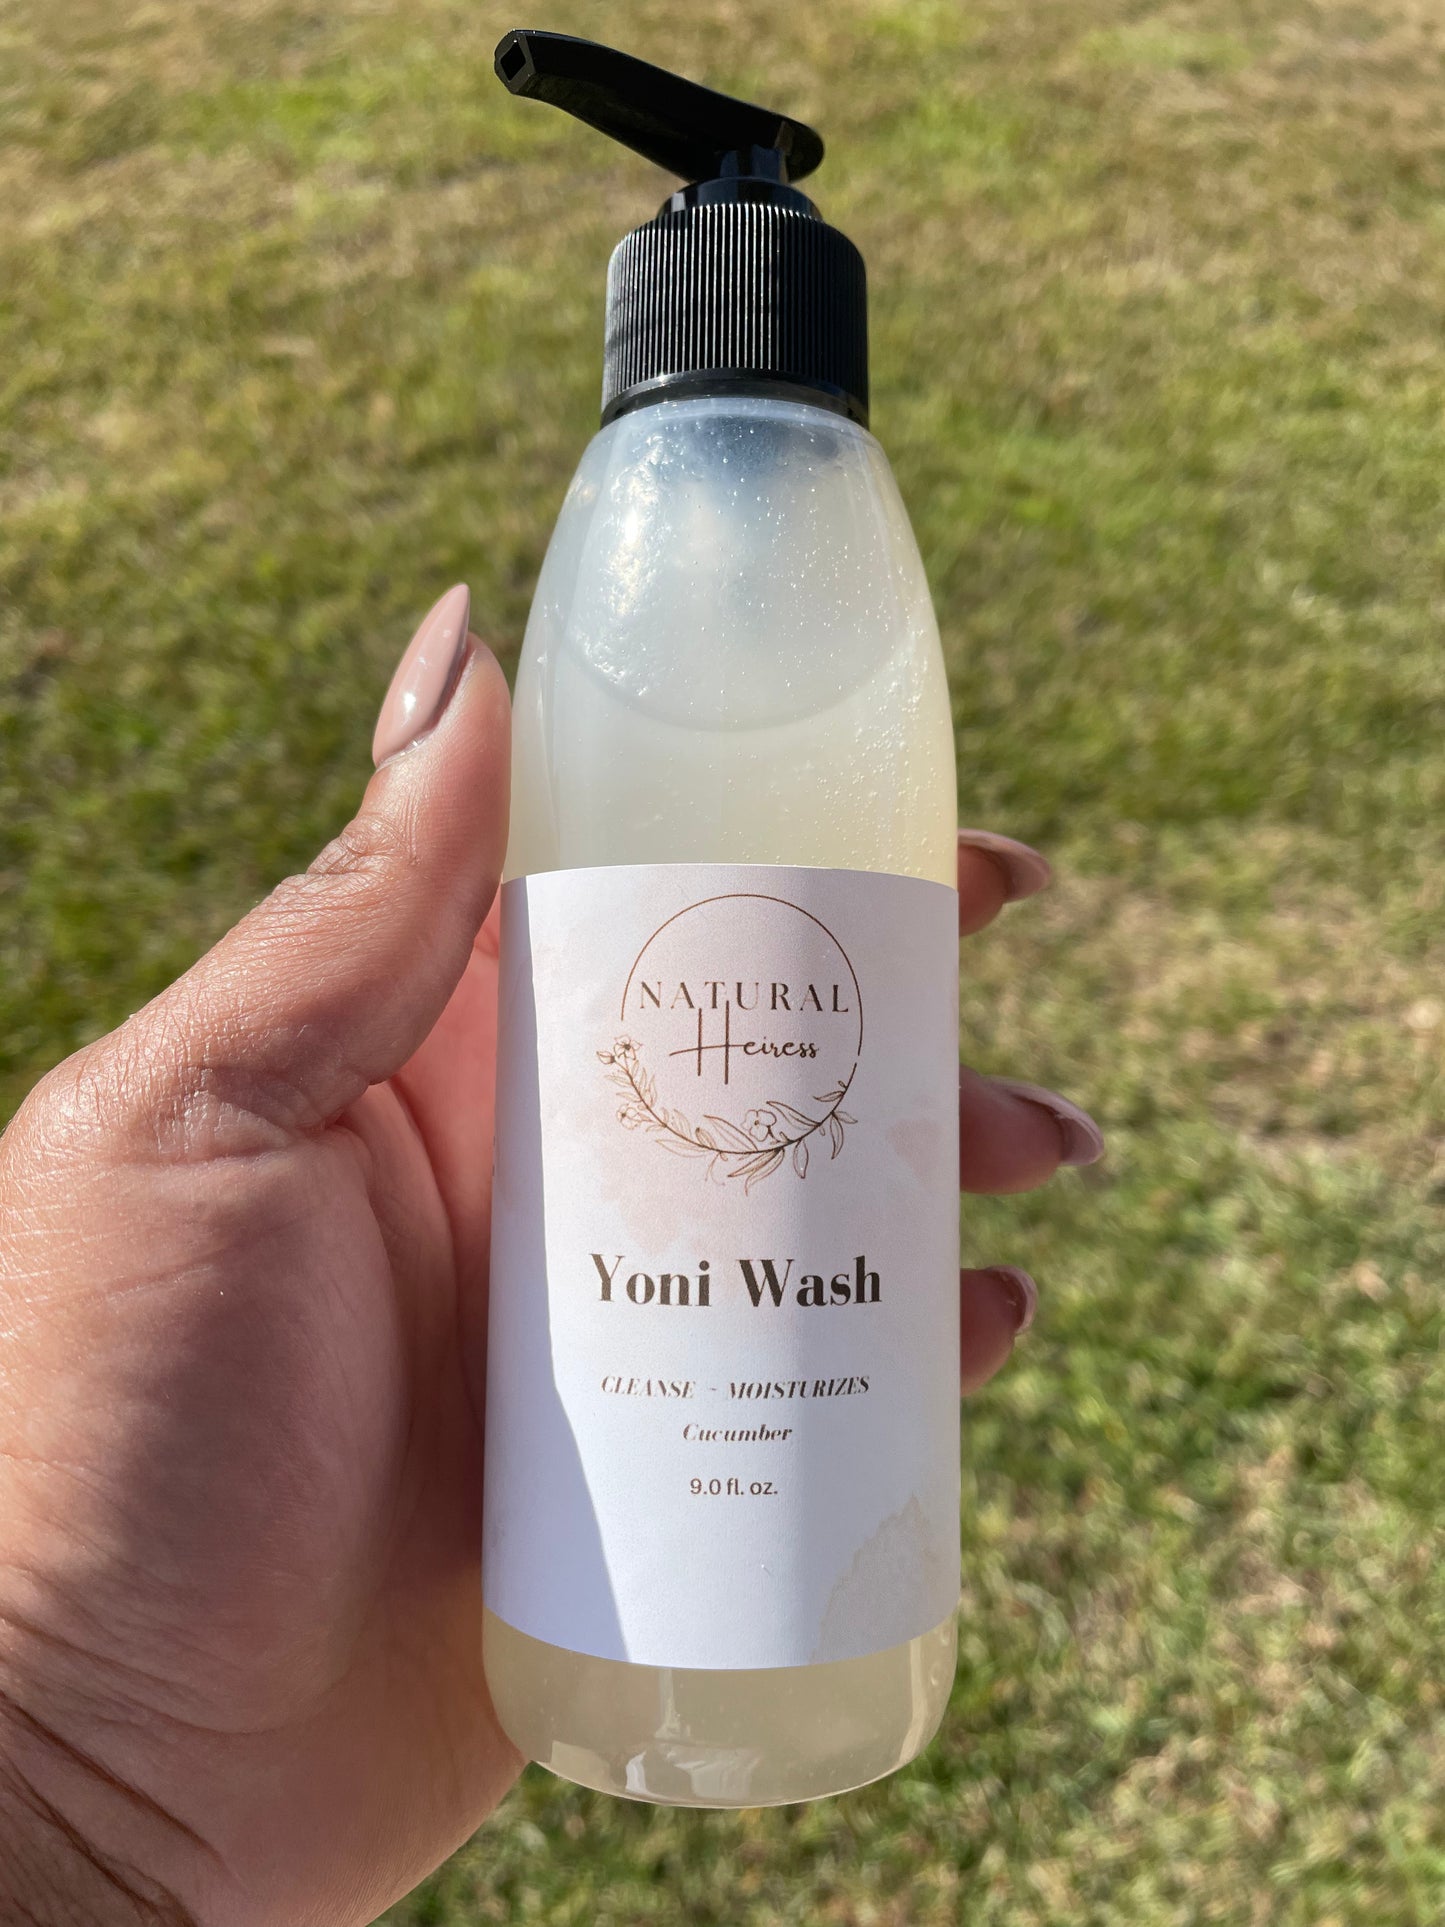 NATURAL
Heiress
Yoni Wash
CLEANSE ~ MOISTURIZES
Cucumber
9.0 fl. oz.